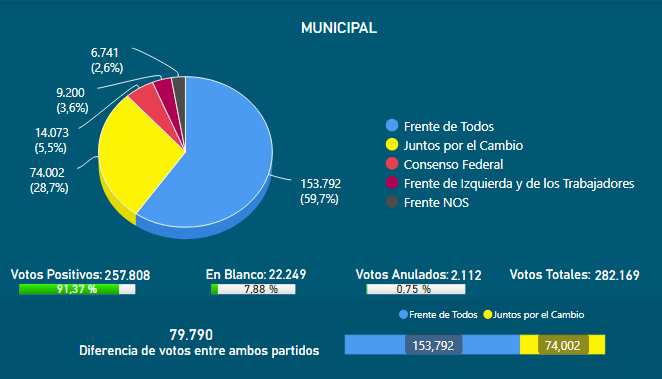 MUNICIPAL
6.741
(2,6%)
9.200
(3,6%)
14.073
(5,5%)
74.002
(28,7%)
153.792
(59,7%)
Frente de Todos
Juntos por el Cambio
Consenso Federal
Frente de Izquierda y de los Trabajadores
Frente NOS
Votos Positivos: 257.808
91,37 %
En Blanco: 22.249
7,88 %
Votos Anulados: 2.112
0,75 %
Votos Totales: 282.169
79.790
Diferencia de votos entre ambos partidos
Frente de Todos Juntos por el Cambio
153,792 74,002